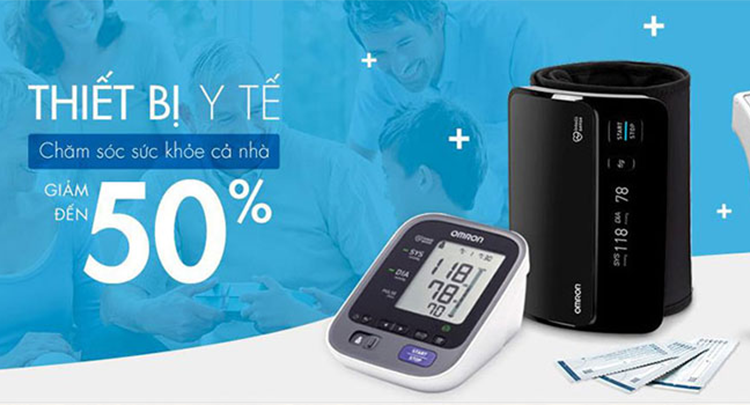 THIẾT BỊ Y TẾ
Chăm sóc sức khỏe cả nhà
GIẢM
ĐẾN
50%
OMRON
SYS
118
DIA
78
PULSE
70
START
STOP
START
STOP
SYS 118 DIA 78
OMRON